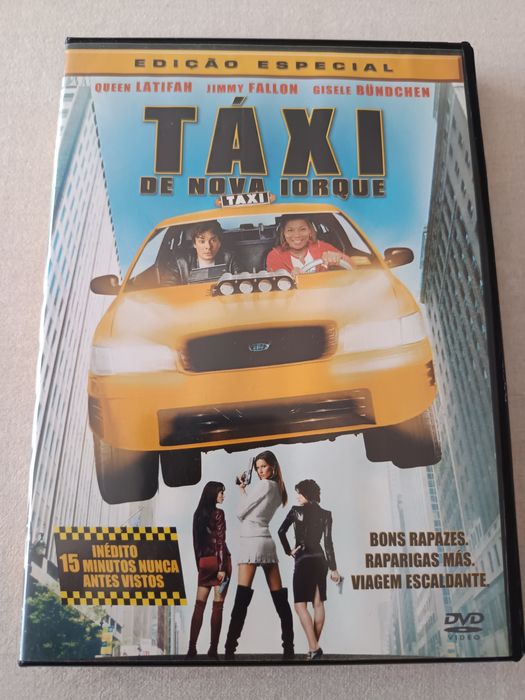 EDIÇÃO ESPECIAL
QUEEN LATIFAH JIMMY FALLON GISELE BÜNDCHEN
TÁXI
DE NOVA IORQUE
TAXI
Ford
INÉDITO
15 MINUTOS NUNCA
ANTES VISTOS
BONS RAPAZES.
RAPARIGAS MÁS.
VIAGEM ESCALDANTE.
DVD
VIDEO